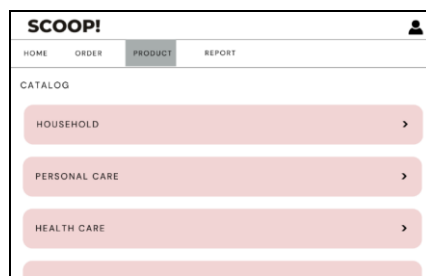 SCOOP!
HOME ORDER PRODUCT REPORT
CATALOG
HOUSEHOLD >
PERSONAL CARE >
HEALTH CARE >